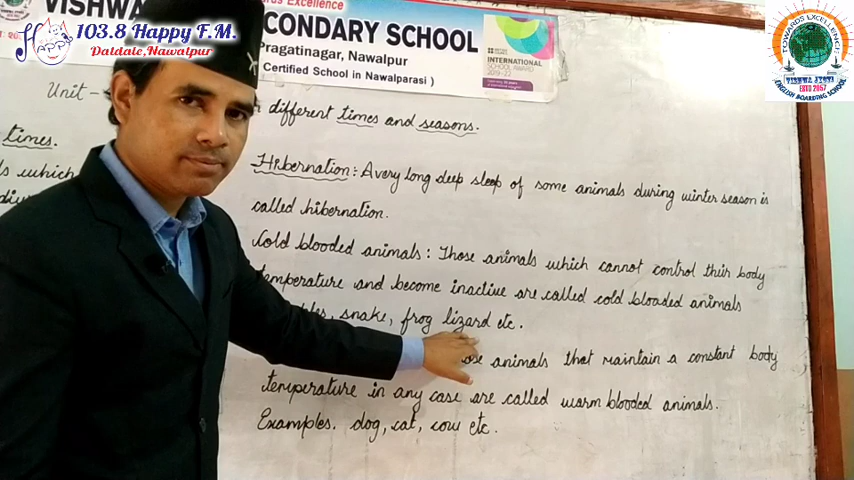 VISHWA
wards Excellence
CONDARY SCHOOL
Pragatinagar, Nawalpur
Certified School in Nawalparasi )
INTERNATIONAL
SCHOOL AWARD
2019-22
103.8 Happy F.M.
Daldale, Nawalpur
TOWARDS EXCELLENCE
VISHWA JYOTI
ESTD 2057
ENGLISH BOARDING SCHOOL
Unit-
different times and seasons.
times.
which
Hibernation: A very long deep sleep of some animals during winter season is
called hibernation.
Cold blooded animals: Those animals which cannot control their body
temperature and become inactive are called cold blooded animals
snake, frog lizard etc.
animals that maintain a constant body
temperature in any case are called warm blooded animals.
Examples. dog, cat, cow etc.